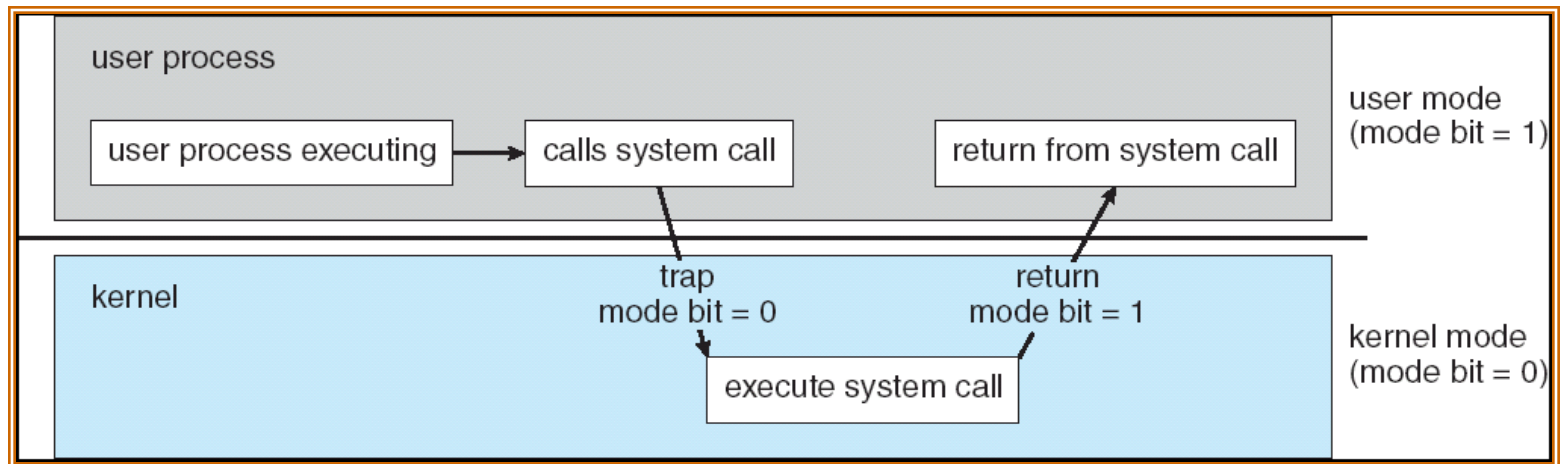 user process
user process executing
calls system call
return from system call
user mode
(mode bit = 1)
kernel
trap
mode bit = 0
return
mode bit = 1
execute system call
kernel mode
(mode bit = 0)